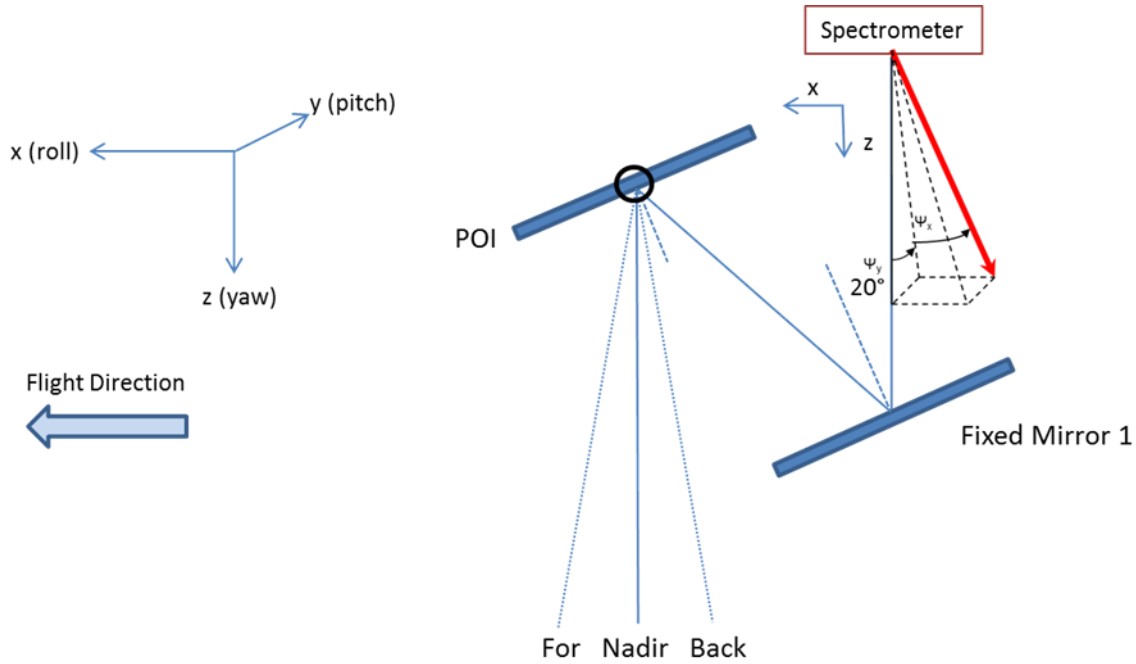 Spectrometer
x
z
y (pitch)
x (roll)
z (yaw)
POI
Ψx
Ψy
20°
Flight Direction
Fixed Mirror 1
For Nadir Back